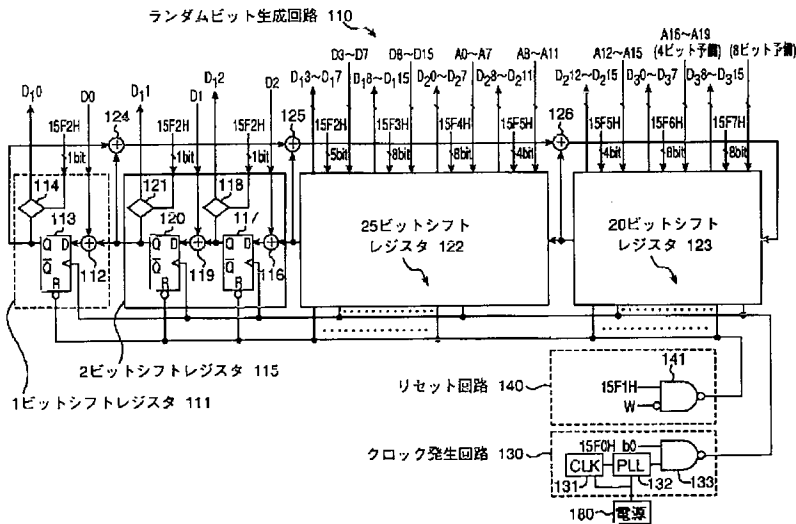 ランダムビット生成回路 110
A16~A19
D3~D7 D8~D15 A0~A7 A8~A11 A12~A15 (4ビット予備) (8ビット予備)
D₁0 D0 D₁1 D1 D₁2 D2 D₁3~D₁7 D₁8~D₁15 D₂0~D₂7 D₂8~D₂11 D₂12~D₂15 D₃0~D₃7 D₃8~D₃15
124 125 126
15F2H 15F2H 15F2H 15F2H 15F3H 15F4H 15F5H 15F5H 15F6H 15F7H
1bit 1bit 1bit 5bit 8bit 8bit 4bit 4bit 8bit 8bit
114 121 118
113 120 117
Q D Q D Q D
Q̅ Q̅ Q̅
R R R
112 119 116
25ビットシフト
レジスタ 122
20ビットシフト
レジスタ 123
2ビットシフトレジスタ 115
1ビットシフトレジスタ 111
リセット回路 140
15F1H
W
141
クロック発生回路 130
15F0H b0
CLK PLL
131 132 133
180 電源